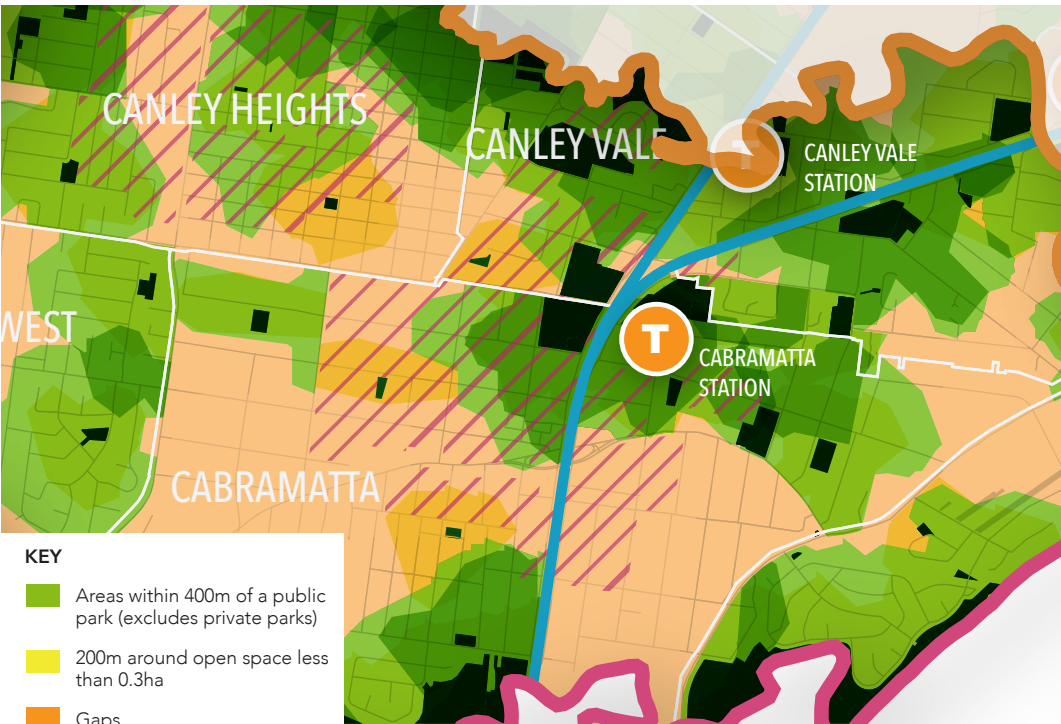 CANLEY HEIGHTS
CANLEY VALE
CANLEY VALE
STATION
WEST
T
CABRAMATTA
STATION
CABRAMATTA
KEY
Areas within 400m of a public
park (excludes private parks)
200m around open space less
than 0.3ha
Gaps